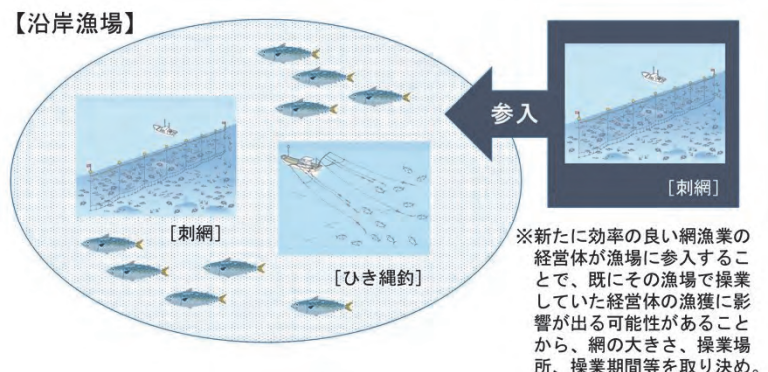 【沿岸漁場】
参入
[刺網]
[刺網]
[ひき縄釣]
※新たに効率の良い網漁業の
経営体が漁場に参入するこ
とで、既にその漁場で操業
していた経営体の漁獲に影
響が出る可能性があること
から、網の大きさ、操業場
所、操業期間等を取り決め。